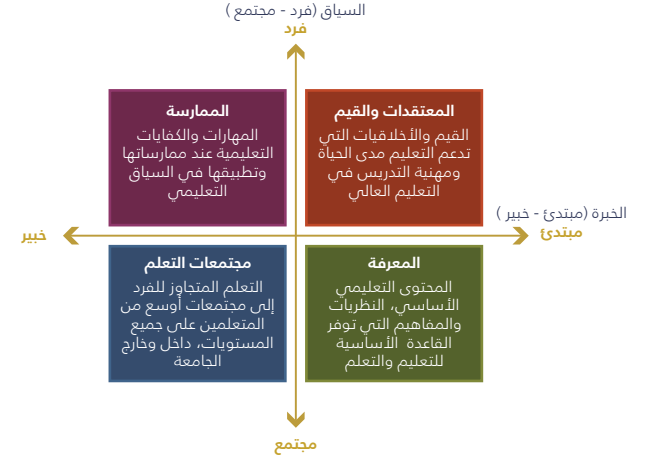 السياق (فرد - مجتمع )
فرد
المعتقدات والقيم
القيم والأخلاقيات التي
تدعم التعليم مدى الحياة
ومهنية التدريس في
التعليم العالي
الممارسة
المهارات والكفايات
التعليمية عند ممارساتها
وتطبيقها في السياق
التعليمي
الخبرة (مبتدئ - خبير )
مبتدئ
خبير
المعرفة
المحتوى التعليمي
الأساسي، النظريات
والمفاهيم التي توفر
القاعدة الأساسية
للتعليم والتعلم
مجتمعات التعلم
التعلم المتجاوز للفرد
إلى مجتمعات أوسع من
المتعلمين على جميع
المستويات، داخل وخارج
الجامعة
مجتمع